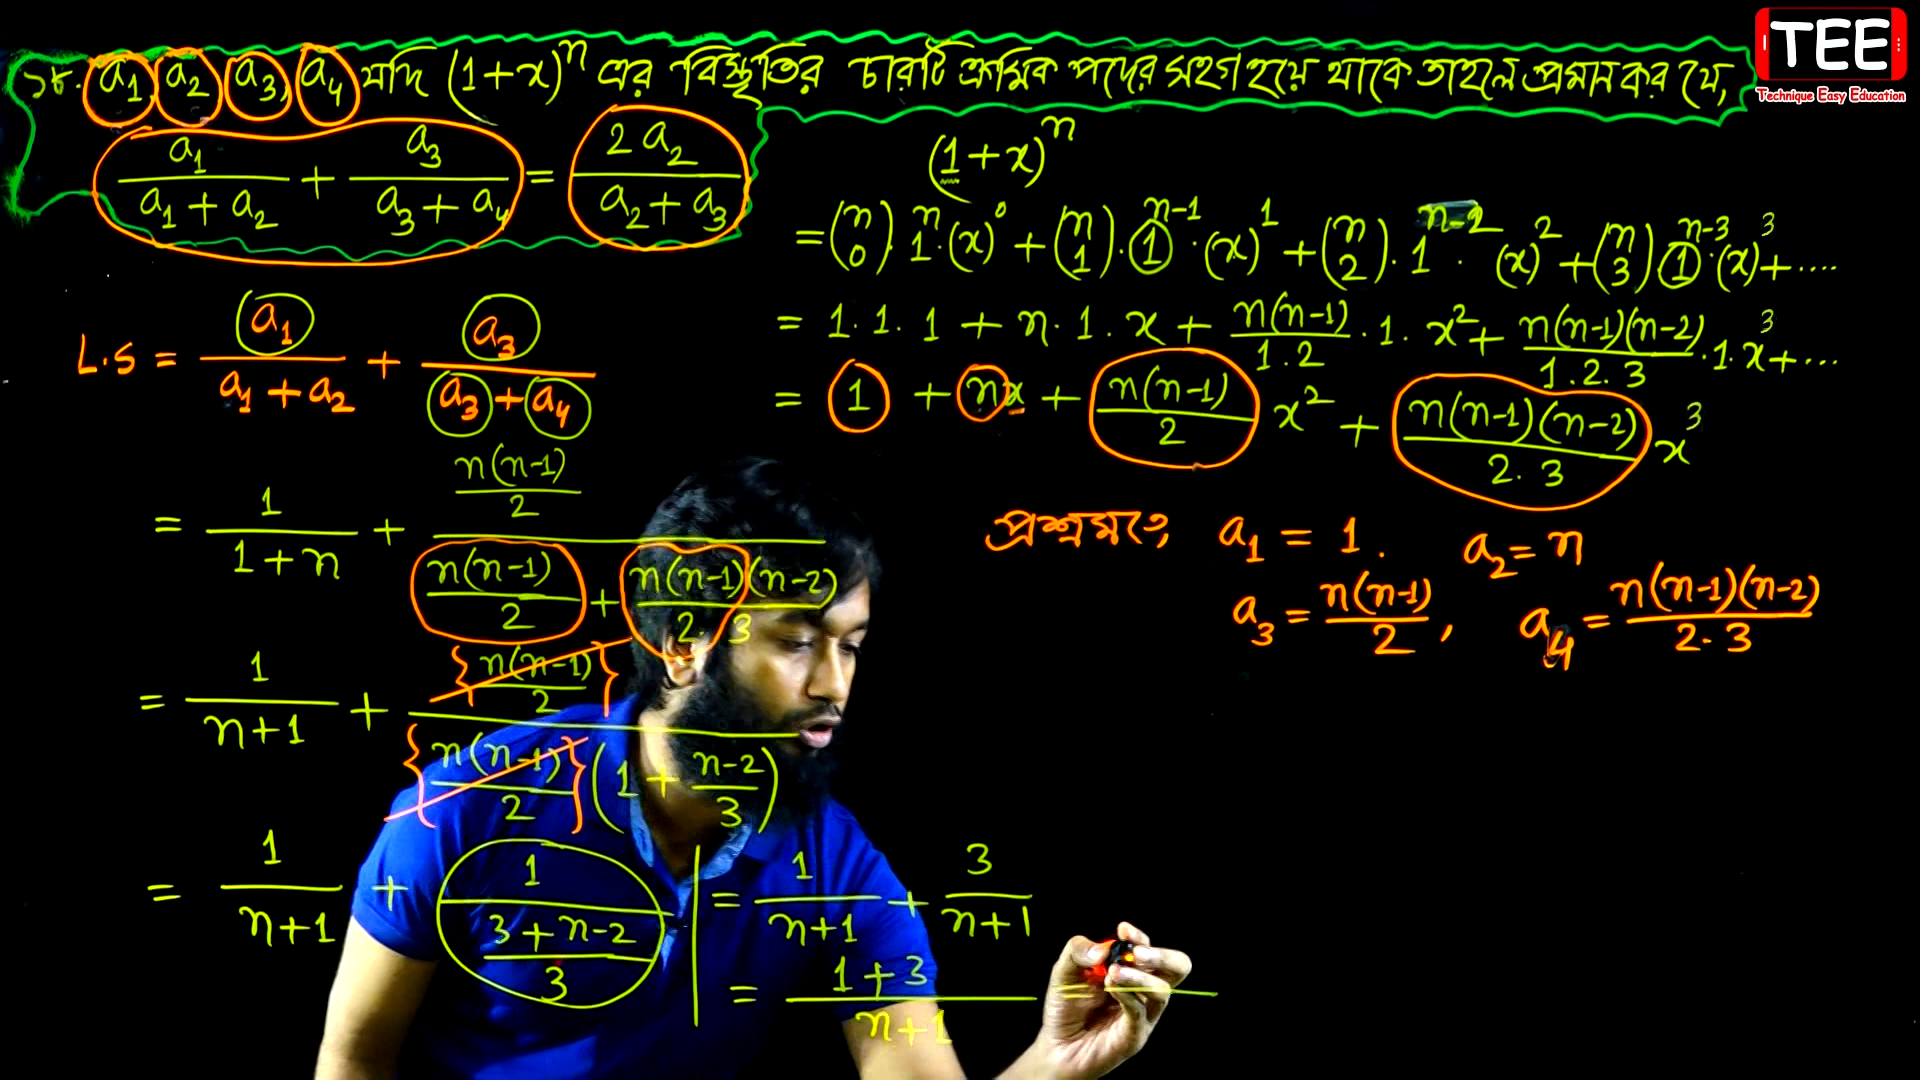 ১৮. a₁, a₂, a₃, a₄ যদি (1+x)ⁿ এর বিস্তৃতির চারটি ক্রমিক পদের সহগ হয়ে থাকে তাহলে প্রমান কর যে,
a₁/(a₁+a₂) + a₃/(a₃+a₄) = 2a₂/(a₂+a₃)
TEE
Technique Easy Education
L.S = a₁/(a₁+a₂) + a₃/(a₃+a₄)
= 1/(1+n) + (n(n-1)/2)/(n(n-1)/2 + n(n-1)(n-2)/(2.3))
= 1/(n+1) + {n(n-1)/2}/({n(n-1)/2}(1 + (n-2)/3))
= 1/(n+1) + 1/((3+n-2)/3)
= 1/(n+1) + 3/(n+1)
= (1+3)/(n+1) =
(1+x)ⁿ
= (n 0).1ⁿ.(x)⁰ + (n 1).1ⁿ⁻¹.(x)¹ + (n 2).1ⁿ⁻².(x)² + (n 3)1ⁿ⁻³.(x)³+....
= 1.1.1 + n.1.x + n(n-1)/1.2 .1.x² + n(n-1)(n-2)/1.2.3 .1.x³+...
= 1 + nx + n(n-1)/2 x² + n(n-1)(n-2)/2.3 x³
প্রশ্নমতে, a₁ = 1. a₂ = n
a₃ = n(n-1)/2, a₄ = n(n-1)(n-2)/2.3